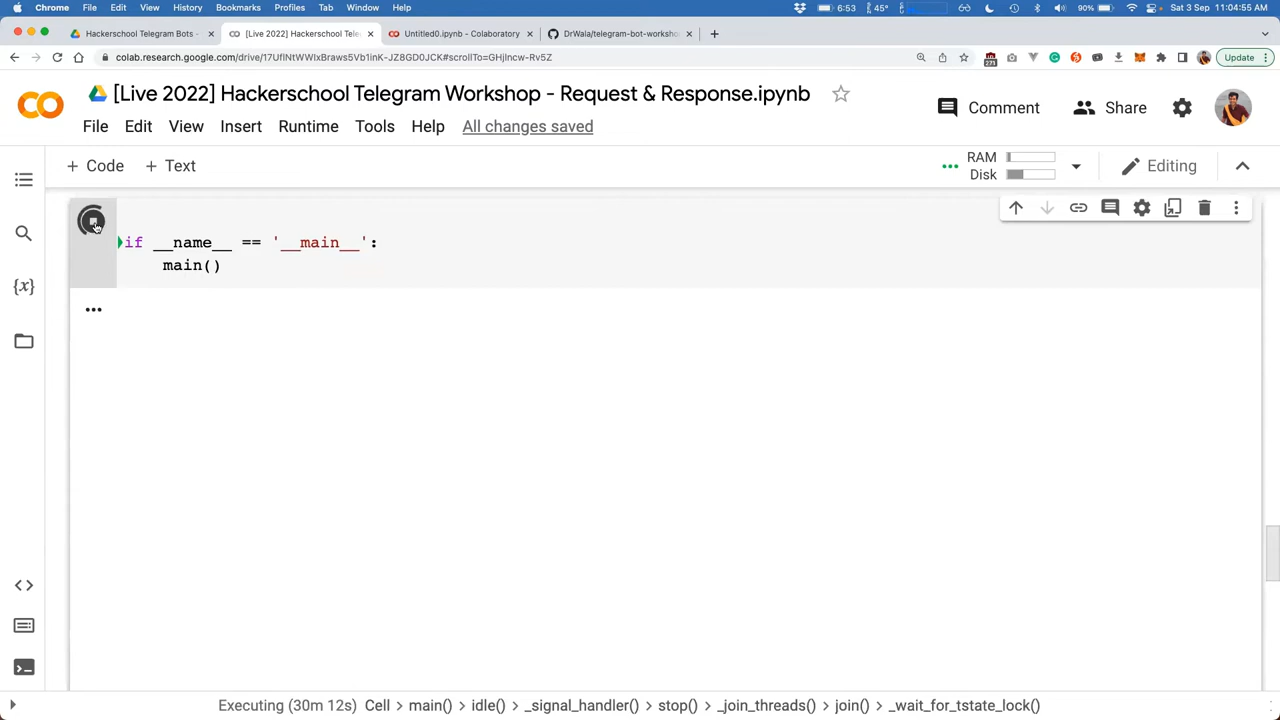 Chrome File Edit View History Bookmarks Profiles Tab Window Help 6:53 45° 90% Sat 3 Sep 11:04:55 AM
Hackerschool Telegram Bots - × [Live 2022] Hackerschool Tele × Untitled0.ipynb - Colaboratory × DrWala/telegram-bot-worksho × +
colab.research.google.com/drive/17UflNtWWIxBraws5Vb1inK-JZ8GD0JCK#scrollTo=GHjlncw-Rv5Z 271 Update
CO [Live 2022] Hackerschool Telegram Workshop - Request & Response.ipynb Comment Share
File Edit View Insert Runtime Tools Help All changes saved
+ Code + Text RAM Disk Editing
{x}
if __name__ == '__main__':
main()
...
Executing (30m 12s) Cell > main() > idle() > _signal_handler() > stop() > _join_threads() > join() > _wait_for_tstate_lock()